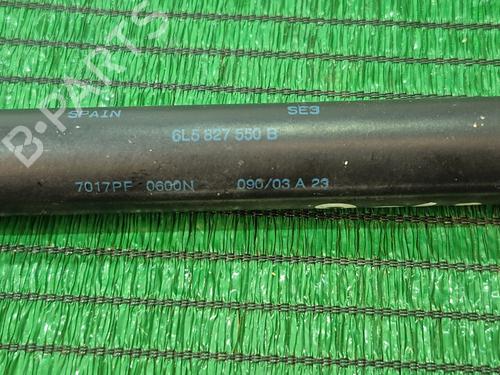 B-PARTS
SPAIN SE3
6L5 827 550 B
7017PF 0600N 090/03 A 23